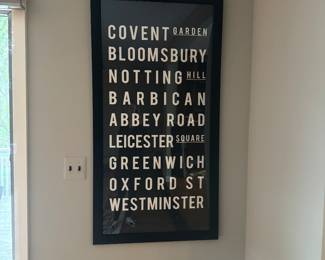 COVENT GARDEN
BLOOMSBURY
NOTTING HILL
BARBICAN
ABBEY ROAD
LEICESTER SQUARE
GREENWICH
OXFORD ST
WESTMINSTER